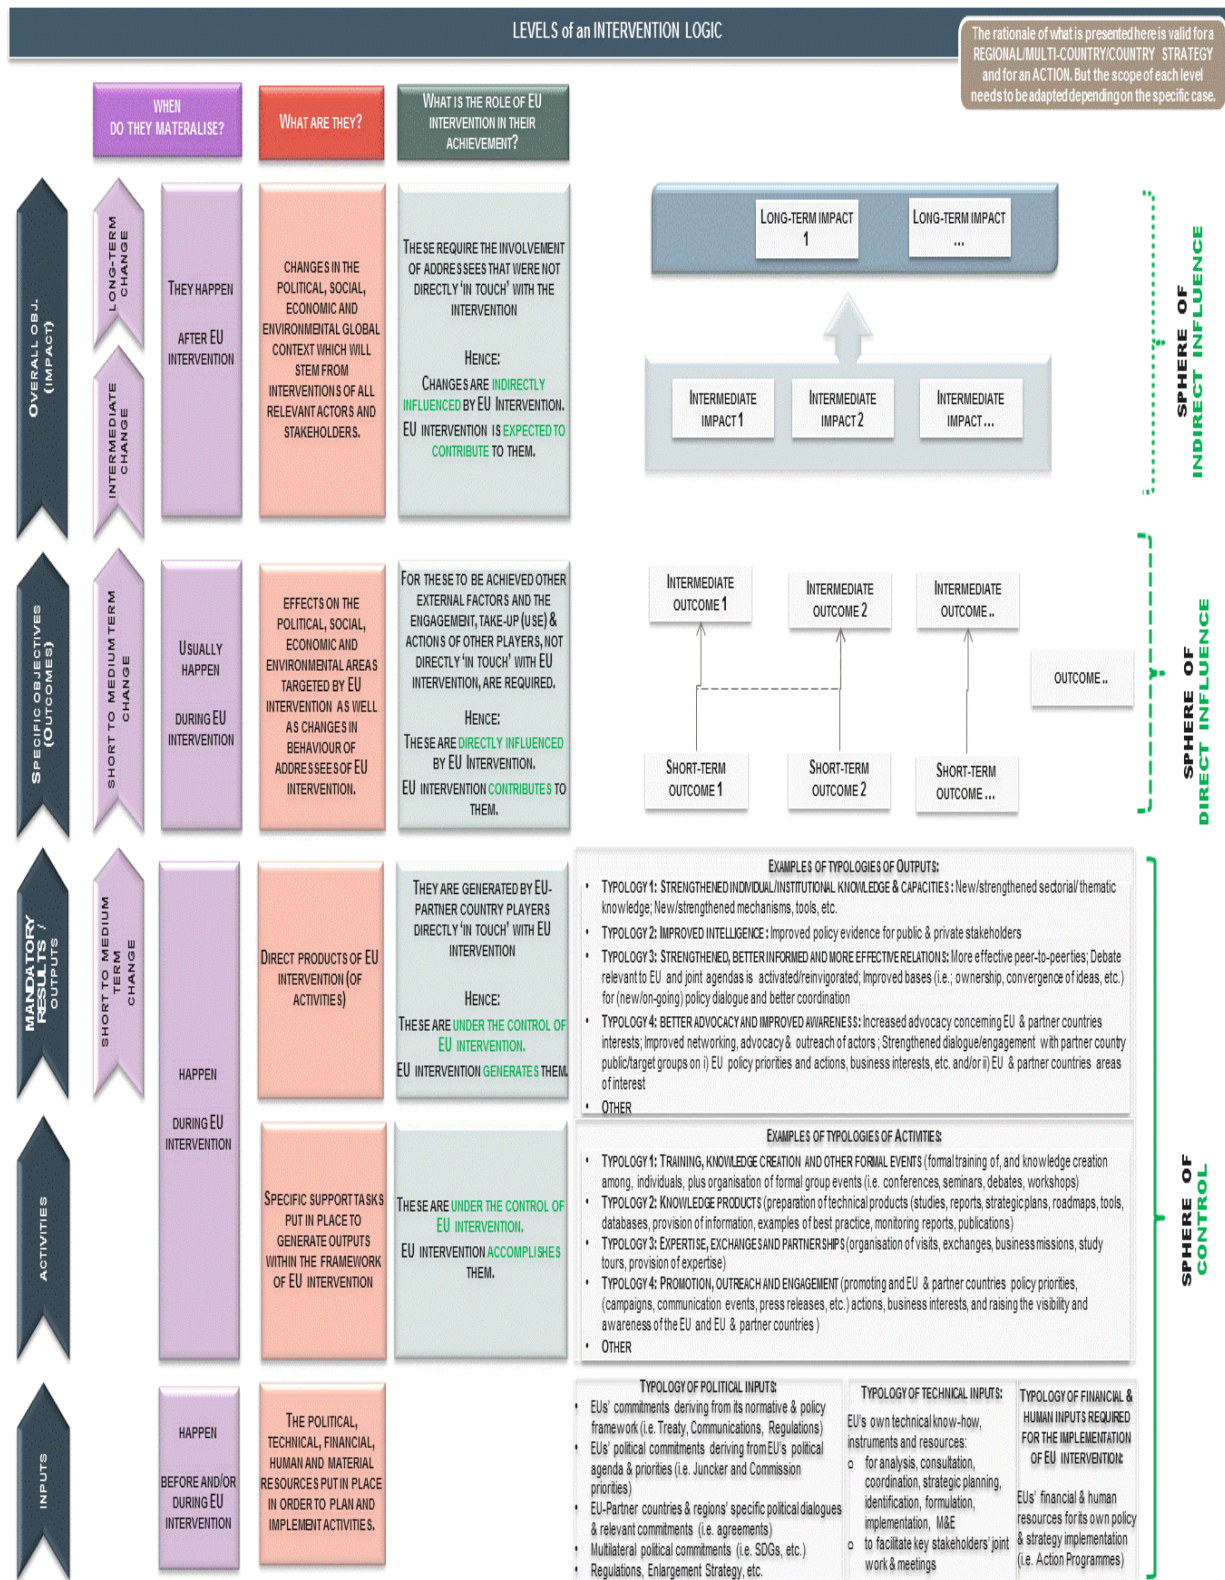 LEVELS of an INTERVENTION LOGIC
The rationale of what is presented here is valid for a
REGIONAL/MULTI-COUNTRY/COUNTRY STRATEGY
and for an ACTION. But the scope of each level
needs to be adapted depending on the specific case.
WHEN
DO THEY MATERALISE?
WHAT ARE THEY?
WHAT IS THE ROLE OF EU
INTERVENTION IN THEIR
ACHIEVEMENT?
OVERALL OBJ.
(IMPACT)
LONG-TERM
CHANGE
INTERMEDIATE
CHANGE
THEY HAPPEN
AFTER EU
INTERVENTION
CHANGES IN THE
POLITICAL, SOCIAL,
ECONOMIC AND
ENVIRONMENTAL GLOBAL
CONTEXT WHICH WILL
STEM FROM
INTERVENTIONS OF ALL
RELEVANT ACTORS AND
STAKEHOLDERS.
THESE REQUIRE THE INVOLVEMENT
OF ADDRESSEES THAT WERE NOT
DIRECTLY 'IN TOUCH' WITH THE
INTERVENTION
HENCE:
CHANGES ARE INDIRECTLY
INFLUENCED BY EU INTERVENTION.
EU INTERVENTION IS EXPECTED TO
CONTRIBUTE TO THEM.
LONG-TERM IMPACT
1
LONG-TERM IMPACT
...
INTERMEDIATE
IMPACT 1
INTERMEDIATE
IMPACT 2
INTERMEDIATE
IMPACT ...
SPHERE OF
INDIRECT INFLUENCE
SPECIFIC OBJECTIVES
(OUTCOMES)
SHORT TO MEDIUM TERM
CHANGE
USUALLY
HAPPEN
DURING EU
INTERVENTION
EFFECTS ON THE
POLITICAL, SOCIAL,
ECONOMIC AND
ENVIRONMENTAL AREAS
TARGETED BY EU
INTERVENTION AS WELL
AS CHANGES IN
BEHAVIOUR OF
ADDRESSEES OF EU
INTERVENTION.
FOR THESE TO BE ACHIEVED OTHER
EXTERNAL FACTORS AND THE
ENGAGEMENT, TAKE-UP (USE) &
ACTIONS OF OTHER PLAYERS, NOT
DIRECTLY 'IN TOUCH' WITH EU
INTERVENTION, ARE REQUIRED.
HENCE:
THESE ARE DIRECTLY INFLUENCED
BY EU INTERVENTION.
EU INTERVENTION CONTRIBUTES TO
THEM.
INTERMEDIATE
OUTCOME 1
INTERMEDIATE
OUTCOME 2
INTERMEDIATE
OUTCOME ..
OUTCOME ..
SHORT-TERM
OUTCOME 1
SHORT-TERM
OUTCOME 2
SHORT-TERM
OUTCOME ...
SPHERE OF
DIRECT INFLUENCE
MANDATORY
RESULTS /
OUTPUTS
SHORT TO MEDIUM
TERM
CHANGE
HAPPEN
DURING EU
INTERVENTION
DIRECT PRODUCTS OF EU
INTERVENTION (OF
ACTIVITIES)
THEY ARE GENERATED BY EU-
PARTNER COUNTRY PLAYERS
DIRECTLY 'IN TOUCH' WITH EU
INTERVENTION
HENCE:
THESE ARE UNDER THE CONTROL OF
EU INTERVENTION.
EU INTERVENTION GENERATES THEM.
EXAMPLES OF TYPOLOGIES OF OUTPUTS:
• TYPOLOGY 1: STRENGTHENED INDIVIDUAL/INSTITUTIONAL KNOWLEDGE & CAPACITIES : New/strengthened sectorial/ thematic
knowledge; New/strengthened mechanisms, tools, etc.
• TYPOLOGY 2: IMPROVED INTELLIGENCE : Improved policy evidence for public & private stakeholders
• TYPOLOGY 3: STRENGTHENED, BETTER INFORMED AND MORE EFFECTIVE RELATIONS: More effective peer-to-peerties; Debate
relevant to EU and joint agendas is activated/reinvigorated; Improved bases (i.e.; ownership, convergence of ideas, etc.)
for (new/on-going) policy dialogue and better coordination
• TYPOLOGY 4: BETTER ADVOCACY AND IMPROVED AWARENESS: Increased advocacy concerning EU & partner countries
interests; Improved networking, advocacy & outreach of actors ; Strengthened dialogue/engagement with partner country
public/target groups on i) EU policy priorities and actions, business interests, etc. and/or ii) EU & partner countries areas
of interest
• OTHER
ACTIVITIES
SPECIFIC SUPPORT TASKS
PUT IN PLACE TO
GENERATE OUTPUTS
WITHIN THE FRAMEWORK
OF EU INTERVENTION
THESE ARE UNDER THE CONTROL OF
EU INTERVENTION.
EU INTERVENTION ACCOMPLISHES
THEM.
EXAMPLES OF TYPOLOGIES OF ACTIVITIES:
• TYPOLOGY 1: TRAINING, KNOWLEDGE CREATION AND OTHER FORMAL EVENTS (formal training of, and knowledge creation
among, individuals, plus organisation of formal group events (i.e. conferences, seminars, debates, workshops)
• TYPOLOGY 2: KNOWLEDGE PRODUCTS (preparation of technical products (studies, reports, strategic plans, roadmaps, tools,
databases, provision of information, examples of best practice, monitoring reports, publications)
• TYPOLOGY 3: EXPERTISE, EXCHANGES AND PARTNERSHIPS (organisation of visits, exchanges, business missions, study
tours, provision of expertise)
• TYPOLOGY 4: PROMOTION, OUTREACH AND ENGAGEMENT (promoting and EU & partner countries policy priorities,
(campaigns, communication events, press releases, etc.) actions, business interests, and raising the visibility and
awareness of the EU and EU & partner countries )
• OTHER
SPHERE OF
CONTROL
INPUTS
HAPPEN
BEFORE AND/OR
DURING EU
INTERVENTION
THE POLITICAL,
TECHNICAL, FINANCIAL,
HUMAN AND MATERIAL
RESOURCES PUT IN PLACE
IN ORDER TO PLAN AND
IMPLEMENT ACTIVITIES.
TYPOLOGY OF POLITICAL INPUTS:
• EUs' commitments deriving from its normative & policy
framework (i.e. Treaty, Communications, Regulations)
• EUs' political commitments deriving from EU's political
agenda & priorities (i.e. Juncker and Commission
priorities)
• EU-Partner countries & regions' specific political dialogues
& relevant commitments (i.e. agreements)
• Multilateral political commitments (i.e. SDGs, etc.)
• Regulations, Enlargement Strategy, etc.
TYPOLOGY OF TECHNICAL INPUTS:
EU's own technical know-how,
instruments and resources:
o for analysis, consultation,
coordination, strategic planning,
identification, formulation,
implementation, M&E
o to facilitate key stakeholders' joint
work & meetings
TYPOLOGY OF FINANCIAL &
HUMAN INPUTS REQUIRED
FOR THE IMPLEMENTATION
OF EU INTERVENTION:
EUs' financial & human
resources for its own policy
& strategy implementation
(i.e. Action Programmes)